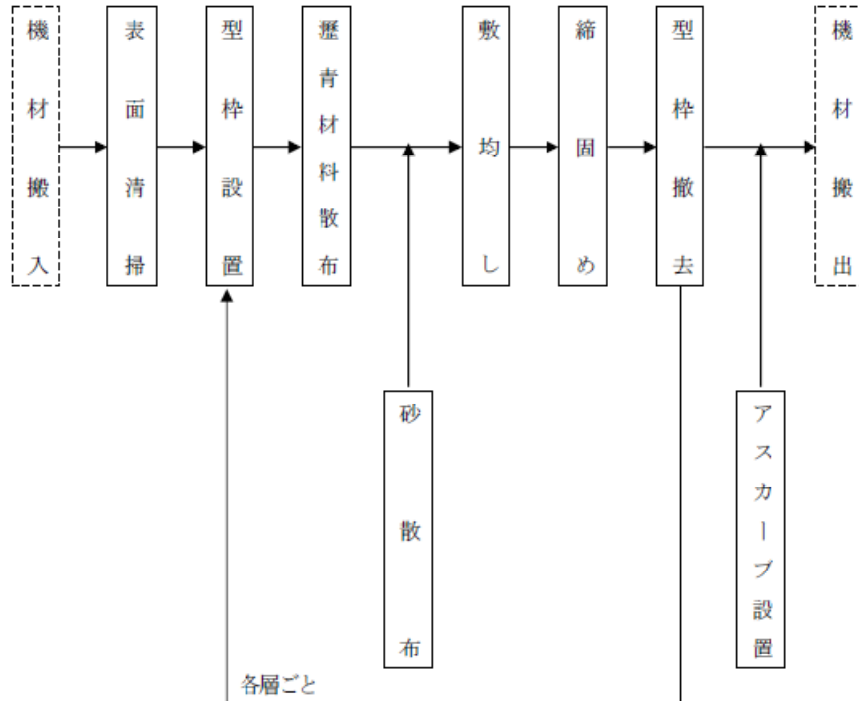 機材搬入
表面清掃
型枠設置
瀝青材料散布
敷均し
締固め
型枠撤去
機材搬出
砂散布
アスカーブ設置
各層ごと